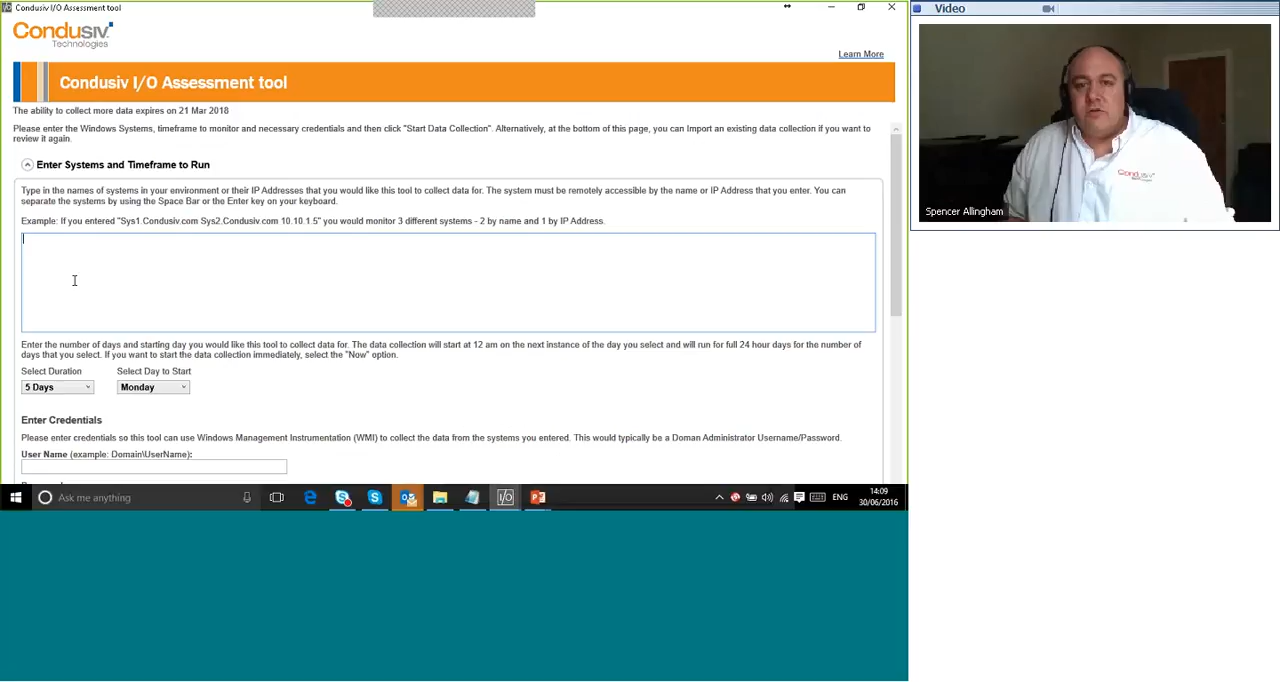 Condusiv I/O Assessment tool
Video
Condusiv
Technologies
Learn More
Condusiv I/O Assessment tool
The ability to collect more data expires on 21 Mar 2018
Please enter the Windows Systems, timeframe to monitor and necessary credentials and then click "Start Data Collection". Alternatively, at the bottom of this page, you can Import an existing data collection if you want to
review it again.
Enter Systems and Timeframe to Run
Type in the names of systems in your environment or their IP Addresses that you would like this tool to collect data for. The system must be remotely accessible by the name or IP Address that you enter. You can
separate the systems by using the Space Bar or the Enter key on your keyboard.
Example: If you entered "Sys1.Condusiv.com Sys2.Condusiv.com 10.10.1.5" you would monitor 3 different systems - 2 by name and 1 by IP Address.
Condusiv
Spencer Allingham
Enter the number of days and starting day you would like this tool to collect data for. The data collection will start at 12 am on the next instance of the day you select and will run for full 24 hour days for the number of
days that you select. If you want to start the data collection immediately, select the "Now" option.
Select Duration Select Day to Start
5 Days Monday
Enter Credentials
Please enter credentials so this tool can use Windows Management Instrumentation (WMI) to collect the data from the systems you entered. This would typically be a Doman Administrator Username/Password.
User Name (example: Domain\UserName):
Ask me anything
I/O
ENG
14:09
30/06/2016